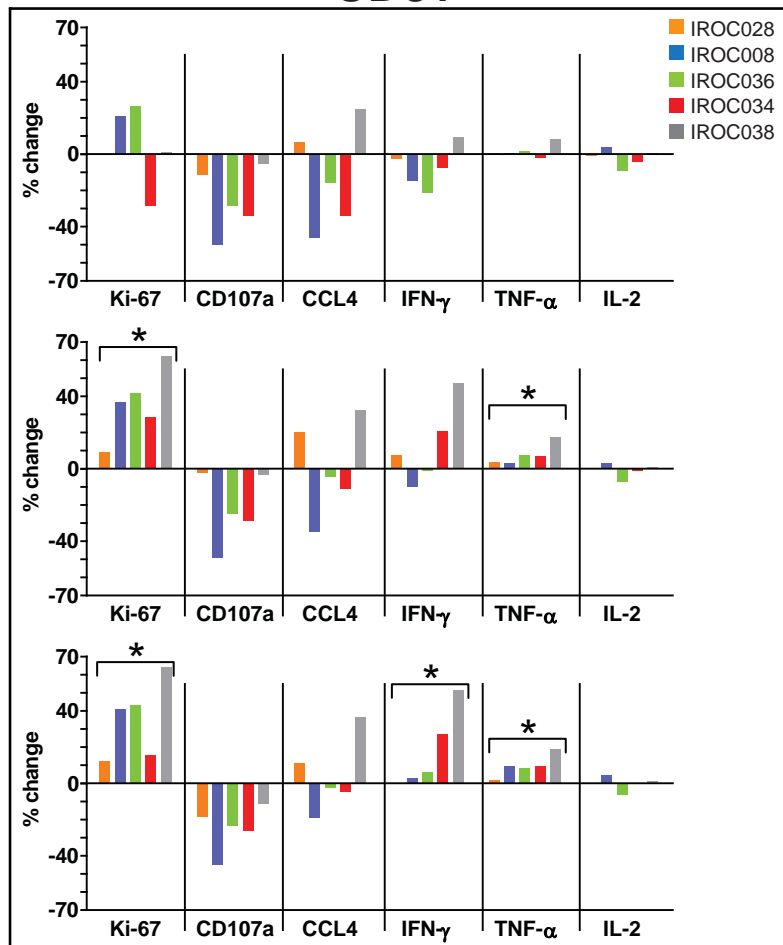 IROC028
IROC008
IROC036
IROC034
IROC038
% change
70
40
0
-40
-70
Ki-67 CD107a CCL4 IFN-γ TNF-α IL-2
% change
70
40
0
-40
-70
* *
Ki-67 CD107a CCL4 IFN-γ TNF-α IL-2
% change
70
40
0
-40
-70
* * *
Ki-67 CD107a CCL4 IFN-γ TNF-α IL-2